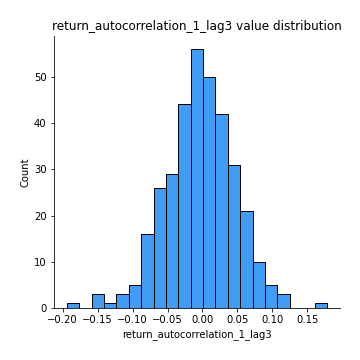 return_autocorrelation_1_lag3 value distribution
50
40
30
20
10
0
Count
−0.20 −0.15 −0.10 −0.05 0.00 0.05 0.10 0.15
return_autocorrelation_1_lag3